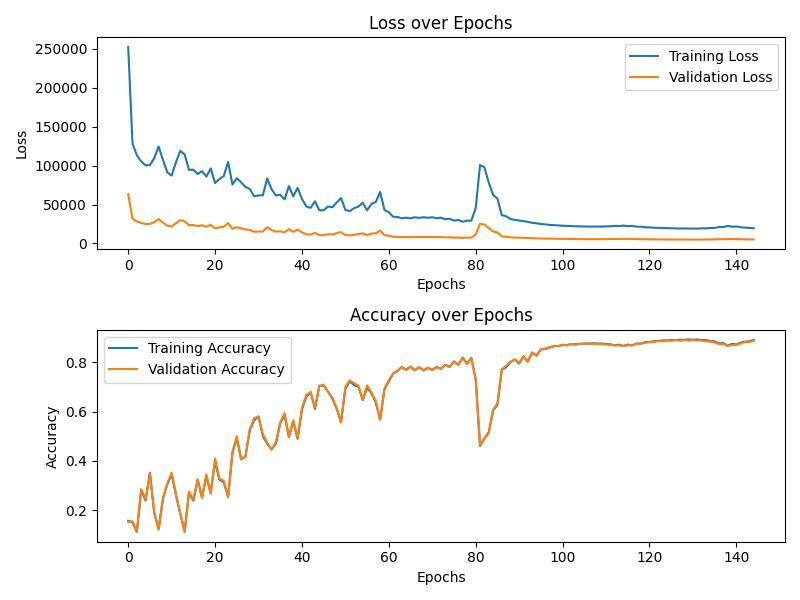 Loss over Epochs
250000
200000
150000
100000
50000
0
Loss
Training Loss
Validation Loss
0 20 40 60 80 100 120 140
Epochs
Accuracy over Epochs
0.8
0.6
0.4
0.2
Accuracy
Training Accuracy
Validation Accuracy
0 20 40 60 80 100 120 140
Epochs